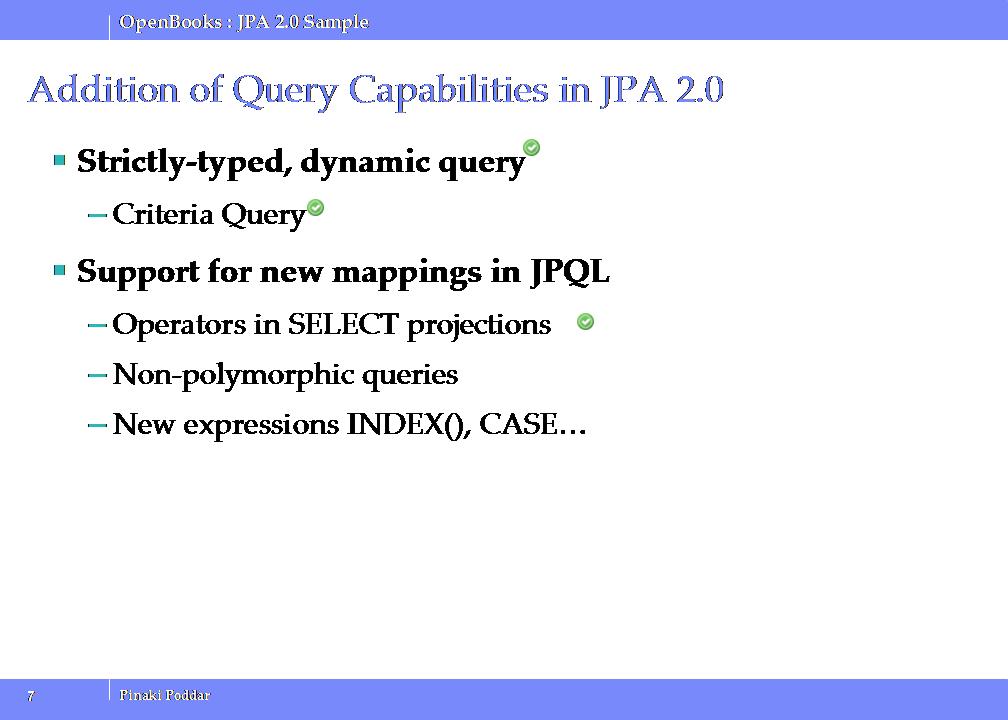 OpenBooks : JPA 2.0 Sample
Addition of Query Capabilities in JPA 2.0
Strictly-typed, dynamic query
– Criteria Query
Support for new mappings in JPQL
– Operators in SELECT projections
– Non-polymorphic queries
– New expressions INDEX(), CASE…
7 Pinaki Poddar